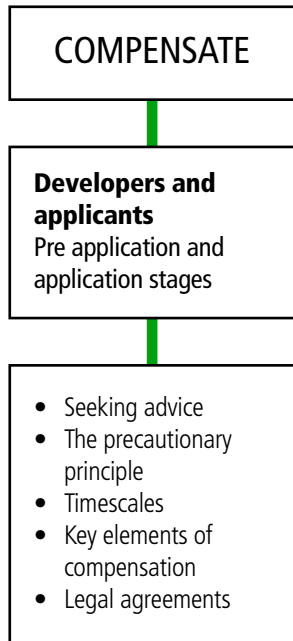 COMPENSATE
Developers and
applicants
Pre application and
application stages
• Seeking advice
• The precautionary
principle
• Timescales
• Key elements of
compensation
• Legal agreements